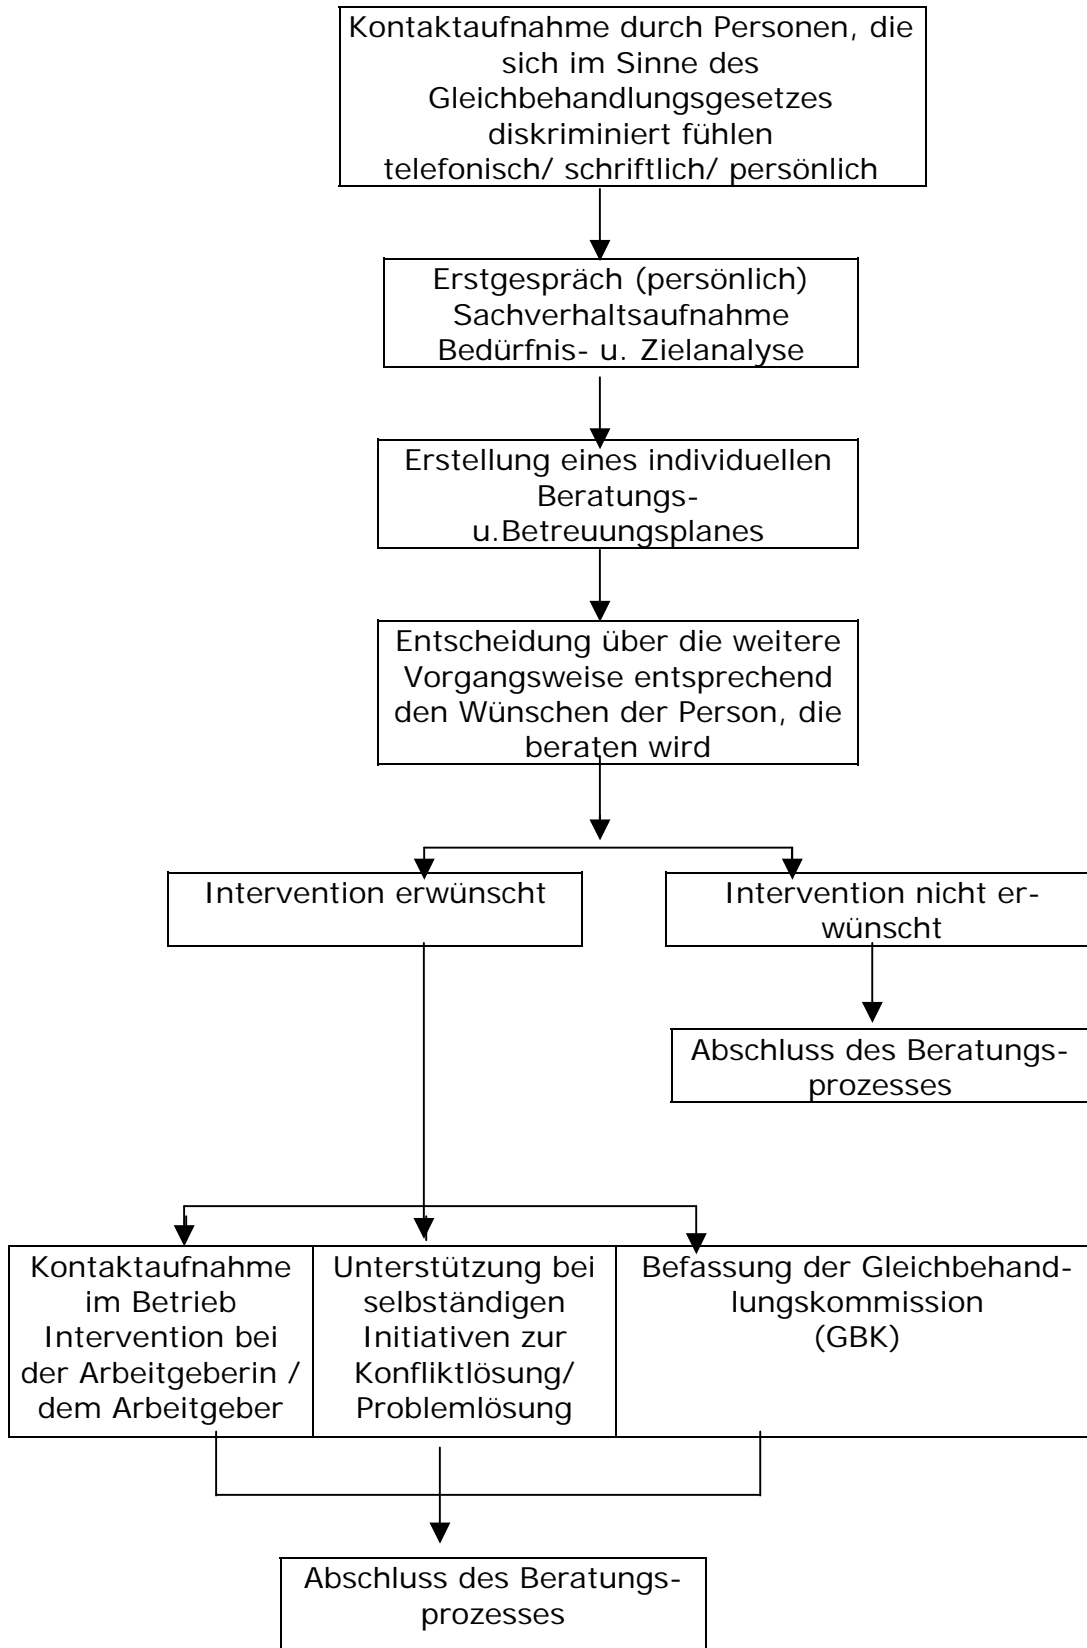 Kontaktaufnahme durch Personen, die
sich im Sinne des
Gleichbehandlungsgesetzes
diskriminiert fühlen
telefonisch/ schriftlich/ persönlich
Erstgespräch (persönlich)
Sachverhaltsaufnahme
Bedürfnis- u. Zielanalyse
Erstellung eines individuellen
Beratungs-
u.Betreuungsplanes
Entscheidung über die weitere
Vorgangsweise entsprechend
den Wünschen der Person, die
beraten wird
Intervention erwünscht
Intervention nicht er-
wünscht
Abschluss des Beratungs-
prozesses
Kontaktaufnahme
im Betrieb
Intervention bei
der Arbeitgeberin /
dem Arbeitgeber
Unterstützung bei
selbständigen
Initiativen zur
Konfliktlösung/
Problemlösung
Befassung der Gleichbehand-
lungskommission
(GBK)
Abschluss des Beratungs-
prozesses